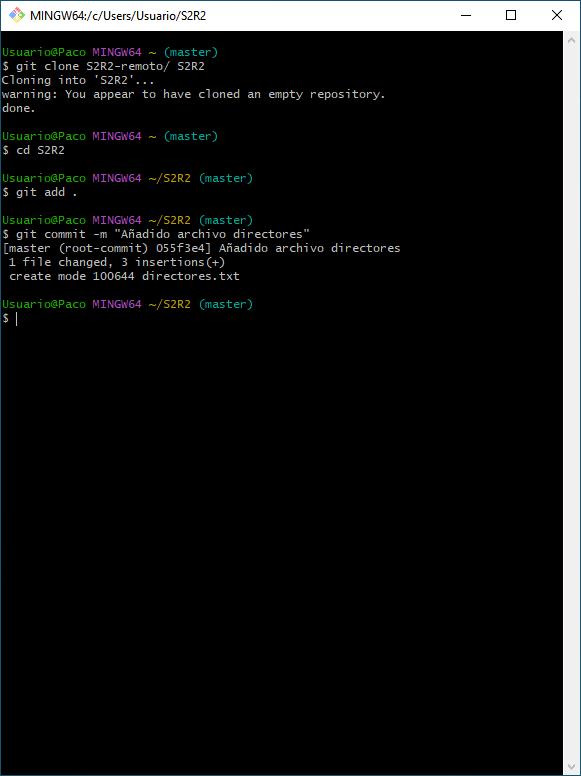 MINGW64:/c/Users/Usuario/S2R2
Usuario@Paco MINGW64 ~ (master)
$ git clone S2R2-remoto/ S2R2
Cloning into 'S2R2'...
warning: You appear to have cloned an empty repository.
done.
Usuario@Paco MINGW64 ~ (master)
$ cd S2R2
Usuario@Paco MINGW64 ~/S2R2 (master)
$ git add .
Usuario@Paco MINGW64 ~/S2R2 (master)
$ git commit -m "Añadido archivo directores"
[master (root-commit) 055f3e4] Añadido archivo directores
 1 file changed, 3 insertions(+)
 create mode 100644 directores.txt
Usuario@Paco MINGW64 ~/S2R2 (master)
$